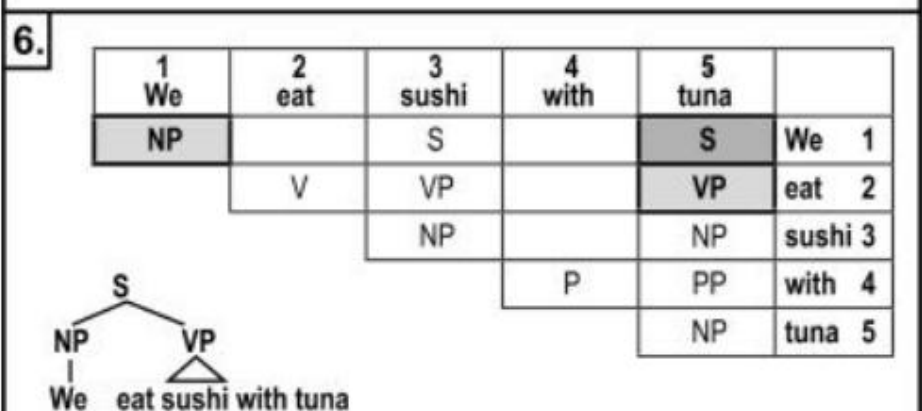 6.
1 2 3 4 5
We eat sushi with tuna
NP S S We 1
V VP VP eat 2
NP NP sushi 3
P PP with 4
NP tuna 5
S
NP VP
We eat sushi with tuna